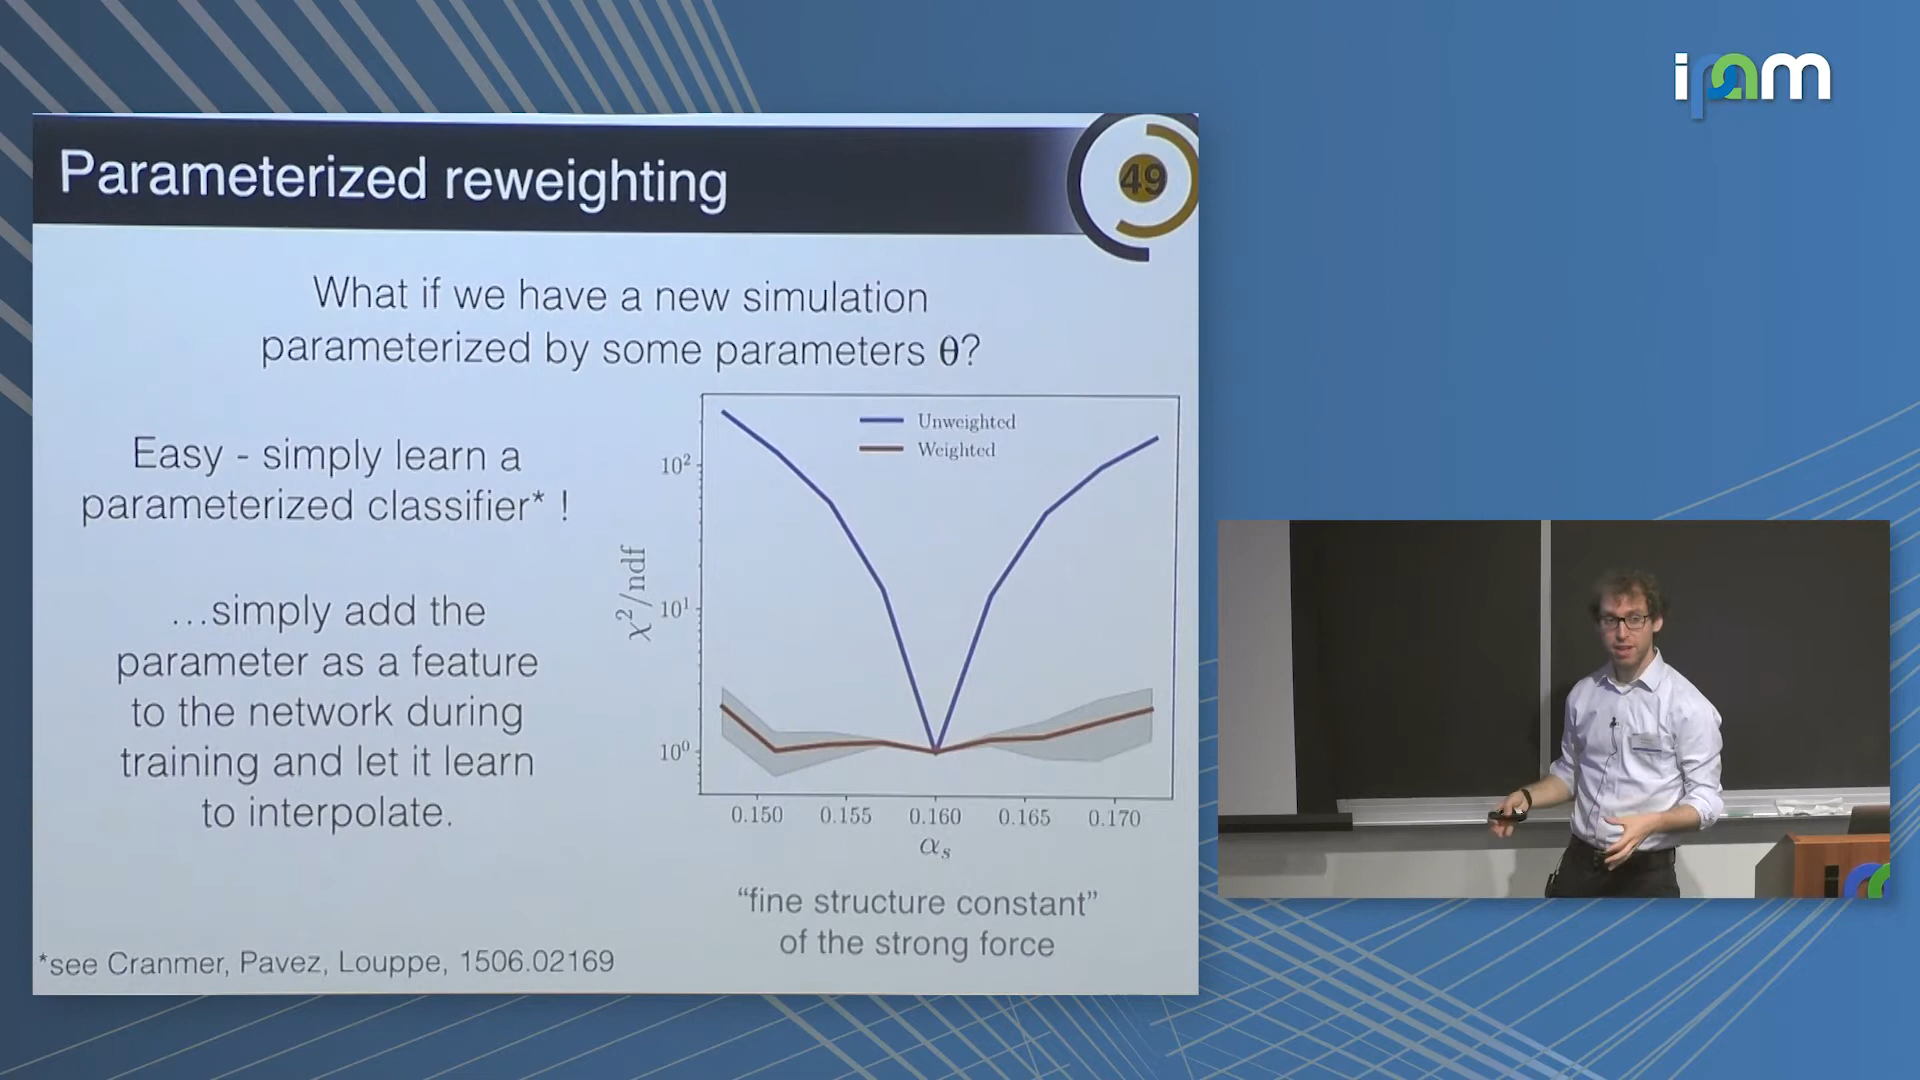 ipam
Parameterized reweighting
49
What if we have a new simulation
parameterized by some parameters θ?
Easy - simply learn a
parameterized classifier* !
...simply add the
parameter as a feature
to the network during
training and let it learn
to interpolate.
Unweighted
Weighted
χ²/ndf
10²
10¹
10⁰
0.150 0.155 0.160 0.165 0.170
αₛ
“fine structure constant”
of the strong force
*see Cranmer, Pavez, Louppe, 1506.02169